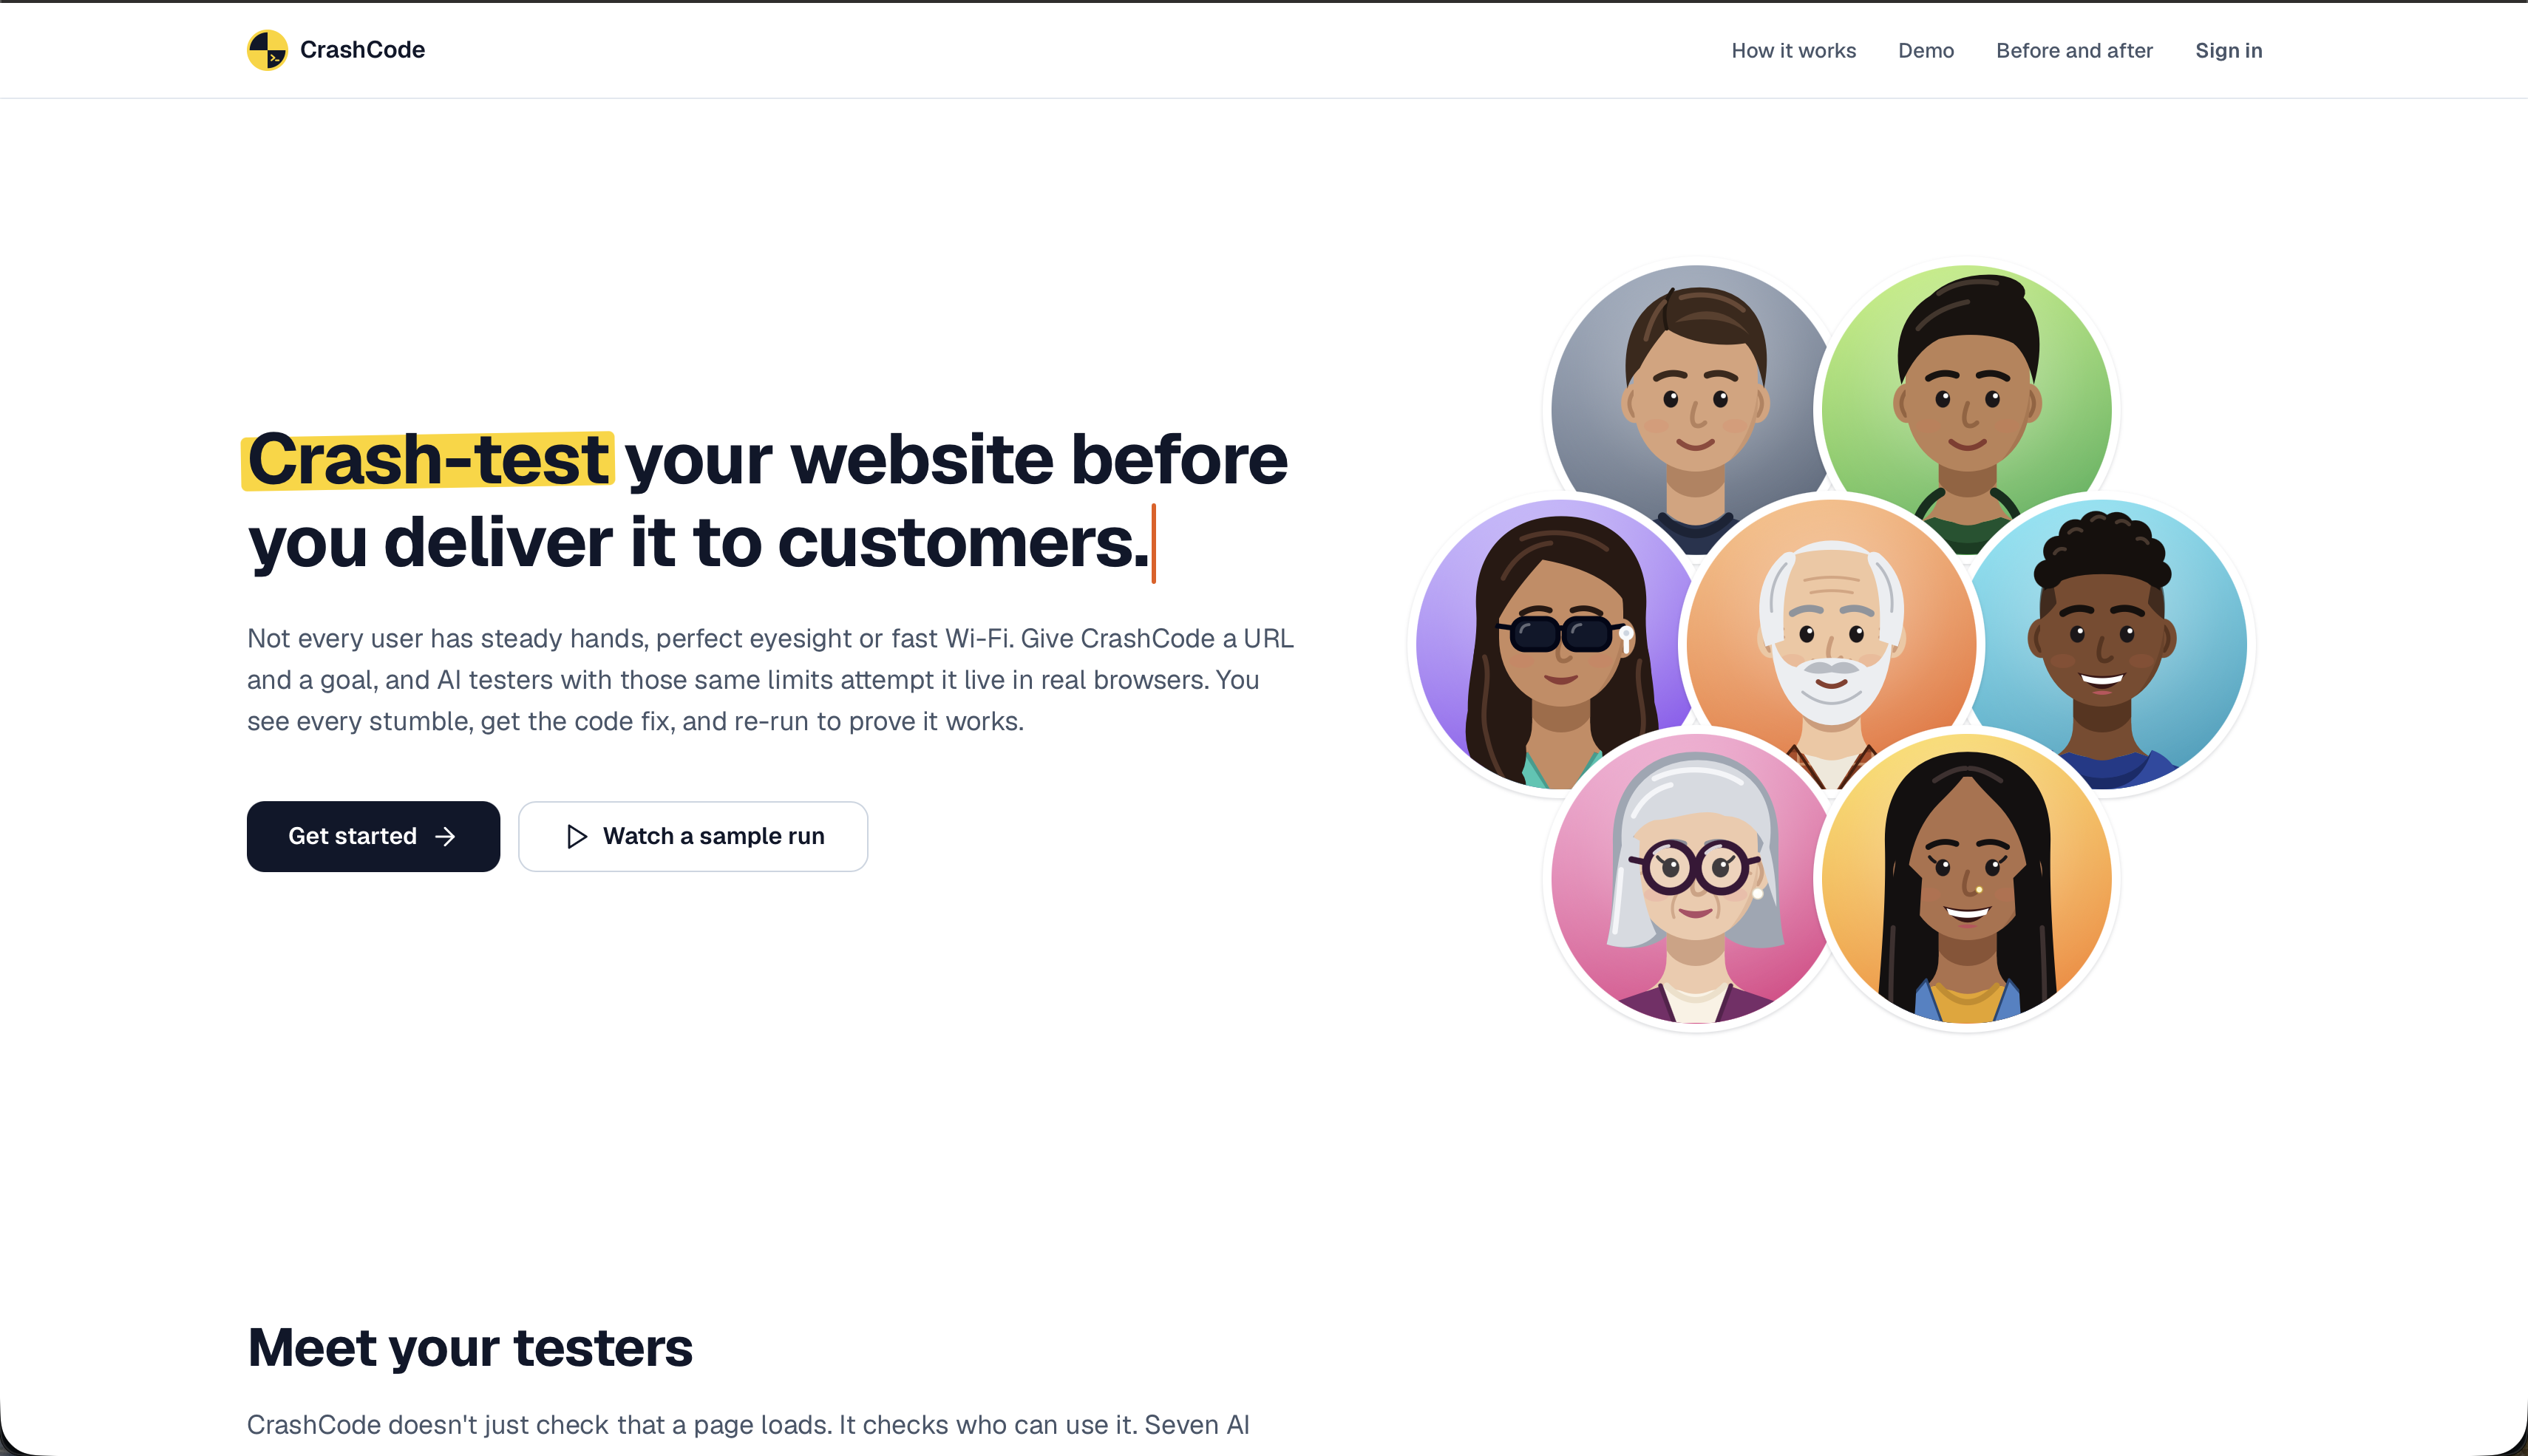 CrashCode
How it works
Demo
Before and after
Sign in
Crash-test your website before
you deliver it to customers.
Not every user has steady hands, perfect eyesight or fast Wi-Fi. Give CrashCode a URL
and a goal, and AI testers with those same limits attempt it live in real browsers. You
see every stumble, get the code fix, and re-run to prove it works.
Get started →
Watch a sample run
Meet your testers
CrashCode doesn't just check that a page loads. It checks who can use it. Seven AI